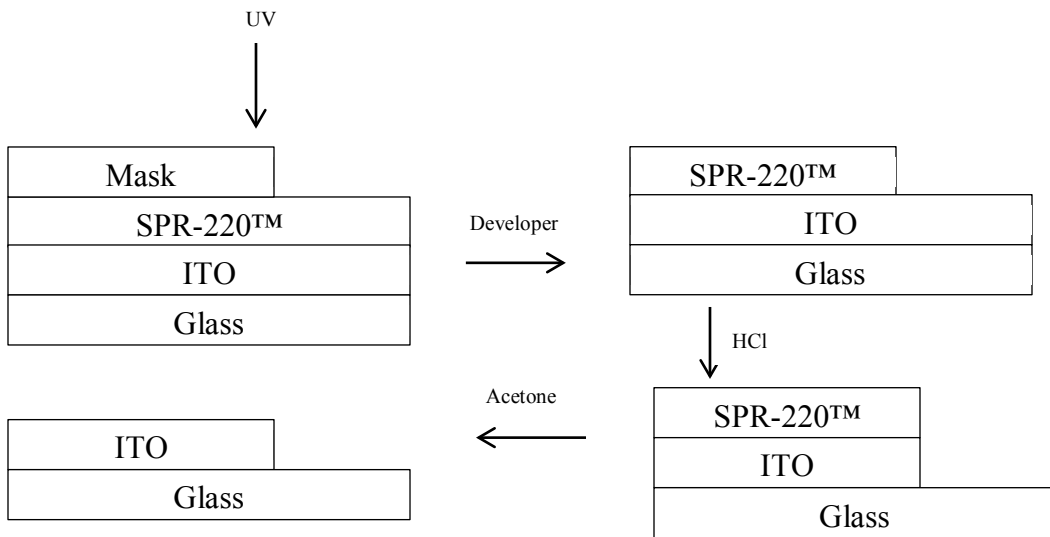 UV
Mask
SPR-220™
ITO
Glass
Developer
SPR-220™
ITO
Glass
HCl
SPR-220™
ITO
Glass
Acetone
ITO
Glass